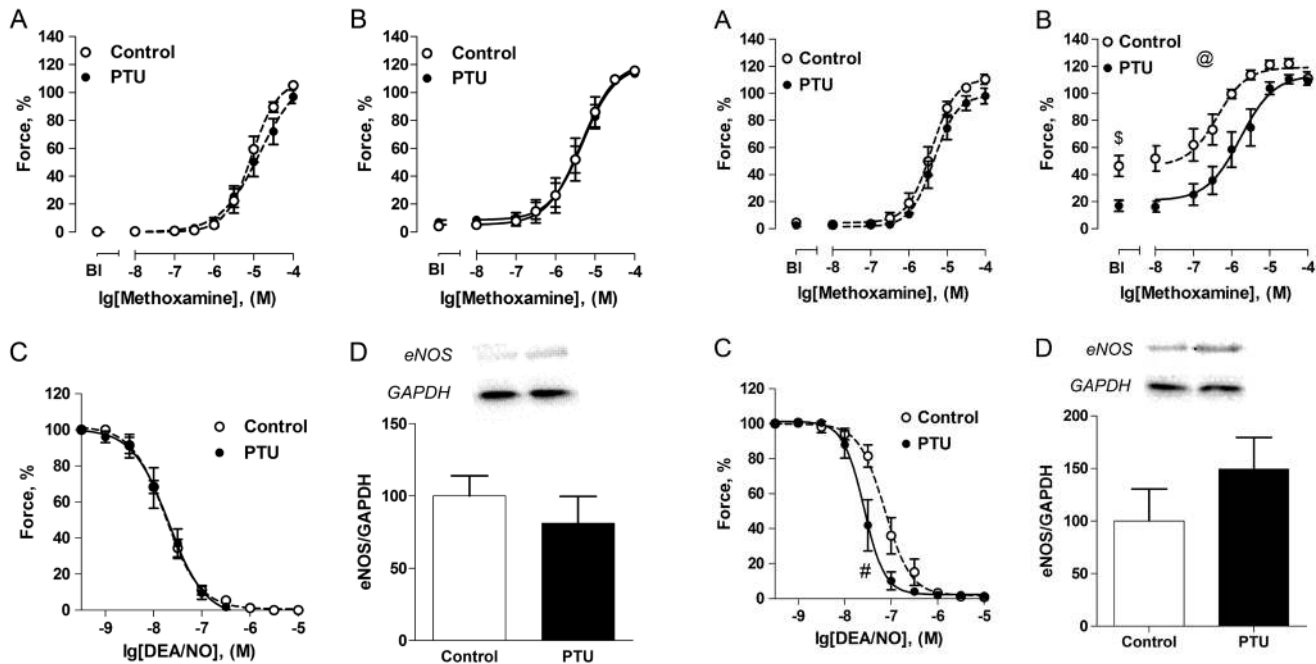 A
140
120
100
80
60
40
20
0
Force, %
Control
PTU
Bl
-8
-7
-6
-5
-4
lg[Methoxamine], (M)
B
140
120
100
80
60
40
20
0
Force, %
Control
PTU
Bl
-8
-7
-6
-5
-4
lg[Methoxamine], (M)
A
140
120
100
80
60
40
20
0
Force, %
Control
PTU
Bl
-8
-7
-6
-5
-4
lg[Methoxamine], (M)
B
140
120
100
80
60
40
20
0
Force, %
Control
PTU
@
$
Bl
-8
-7
-6
-5
-4
lg[Methoxamine], (M)
C
120
100
80
60
40
20
0
Force, %
Control
PTU
-9
-8
-7
-6
-5
lg[DEA/NO], (M)
D
eNOS
GAPDH
150
100
50
0
eNOS/GAPDH
Control
PTU
C
120
100
80
60
40
20
0
Force, %
Control
PTU
#
-9
-8
-7
-6
-5
lg[DEA/NO], (M)
D
eNOS
GAPDH
200
150
100
50
0
eNOS/GAPDH
Control
PTU